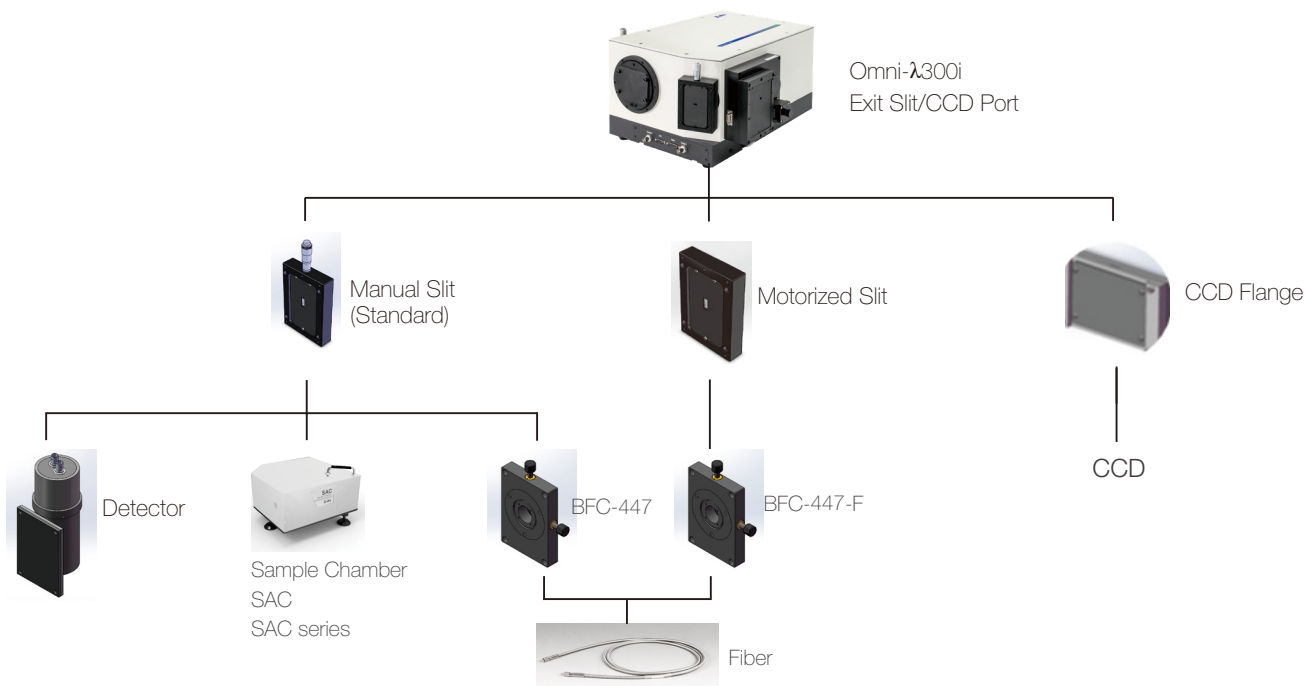 Omni-λ300i
Exit Slit/CCD Port
Manual Slit
(Standard)
Motorized Slit
CCD Flange
Detector
SAC
Sample Chamber
SAC
SAC series
BFC-447
BFC-447-F
CCD
Fiber